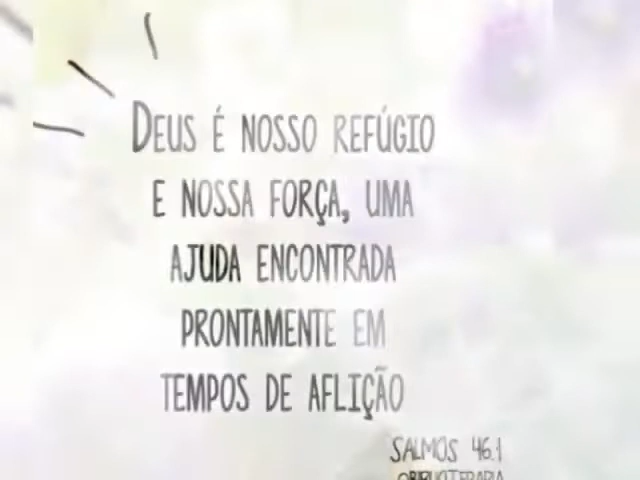 DEUS É NOSSO REFÚGIO
E NOSSA FORÇA, UMA
AJUDA ENCONTRADA
PRONTAMENTE EM
TEMPOS DE AFLIÇÃO
SALMOS 46.1